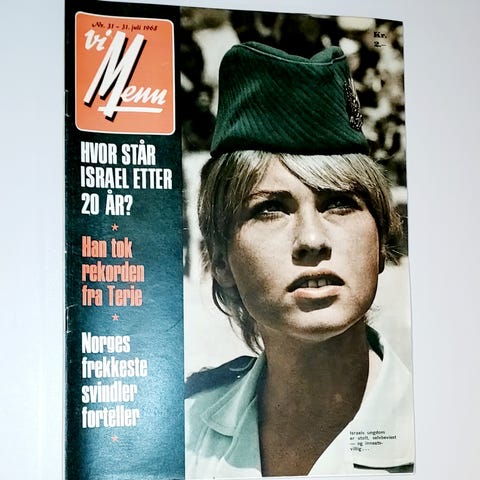 Nr. 31 - 31. juli 1968
Kr.
2.-
Vi
Menn
HVOR STÅR
ISRAEL ETTER
20 ÅR?
Han tok
rekorden
fra Terje
Norges
frekkeste
svindler
forteller
Israels ungdom
er stolt, selvbevisst
— og innsats-
villig...